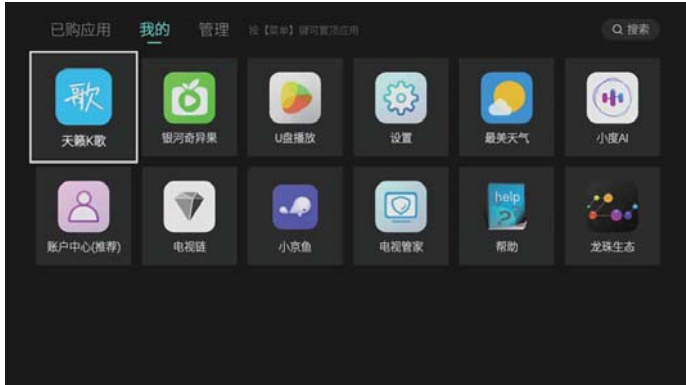 已购应用 我的 管理 按【菜单】键可置顶应用 搜索
歌
天籁K歌 银河奇异果 U盘播放 设置 最美天气 小度AI
help
?
账户中心(推荐) 电视链 小京鱼 电视管家 帮助 龙珠生态